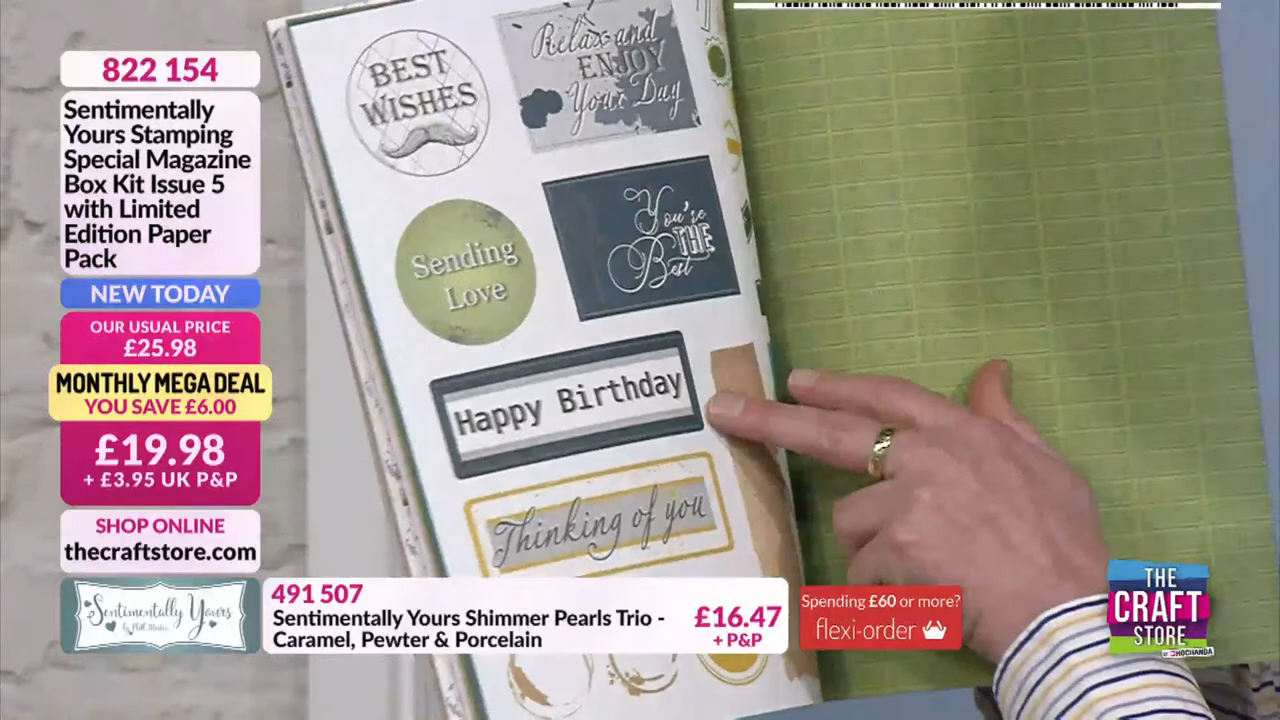 822 154
Sentimentally
Yours Stamping
Special Magazine
Box Kit Issue 5
with Limited
Edition Paper
Pack
NEW TODAY
OUR USUAL PRICE
£25.98
MONTHLY MEGA DEAL
YOU SAVE £6.00
£19.98
+ £3.95 UK P&P
SHOP ONLINE
thecraftstore.com
BEST
WISHES
Relax and
ENJOY
Your Day
Sending
Love
You're
THE
Best
Happy Birthday
Thinking of you
Sentimentally Yours
491 507
Sentimentally Yours Shimmer Pearls Trio -
Caramel, Pewter & Porcelain
£16.47
+ P&P
Spending £60 or more?
flexi-order
THE
CRAFT
STORE
HOCHANDA